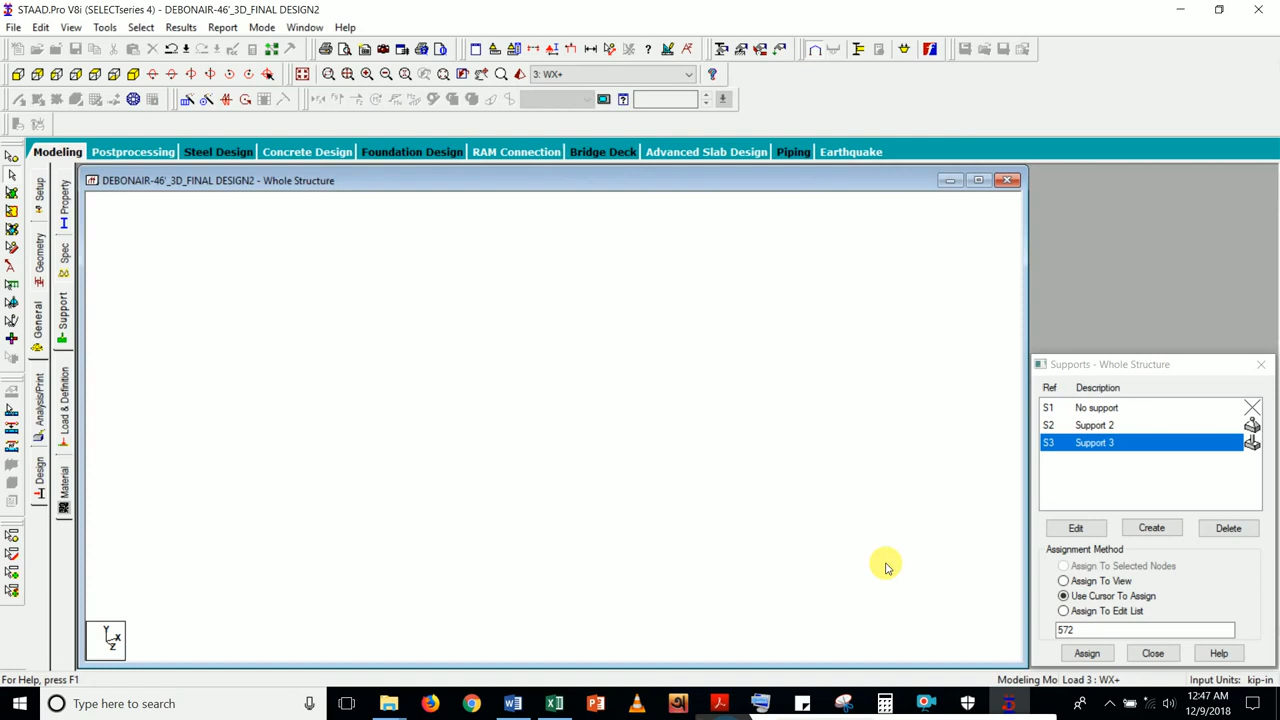 STAAD.Pro V8i (SELECTseries 4) - DEBONAIR-46'_3D_FINAL DESIGN2
File Edit View Tools Select Results Report Mode Window Help
3: WX+
Modeling Postprocessing Steel Design Concrete Design Foundation Design RAM Connection Bridge Deck Advanced Slab Design Piping Earthquake
DEBONAIR-46'_3D_FINAL DESIGN2 - Whole Structure
Setup
Geometry
General
Analysis/Print
Design
Property
Spec
Support
Load & Definition
Material
Y
X
Z
Supports - Whole Structure
Ref Description
S1 No support
S2 Support 2
S3 Support 3
Edit Create Delete
Assignment Method
Assign To Selected Nodes
Assign To View
Use Cursor To Assign
Assign To Edit List
572
Assign Close Help
For Help, press F1
Modeling Mo Load 3 : WX+ Input Units: kip-in
Type here to search
12:47 AM
12/9/2018